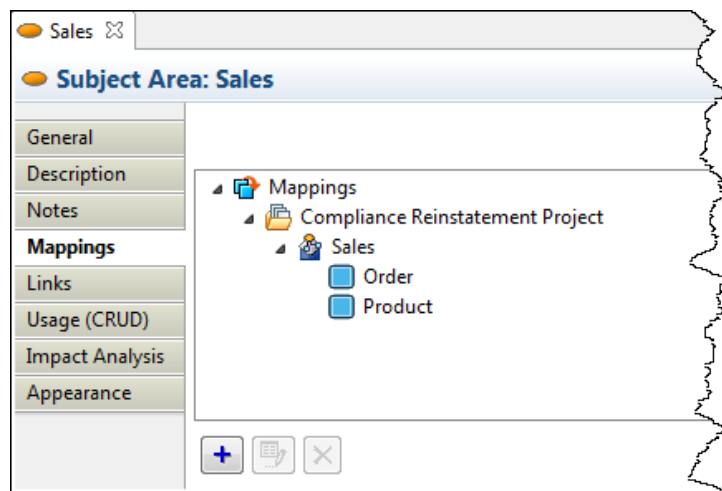 Sales
Subject Area: Sales
General
Description
Notes
Mappings
Links
Usage (CRUD)
Impact Analysis
Appearance
Mappings
Compliance Reinstatement Project
Sales
Order
Product